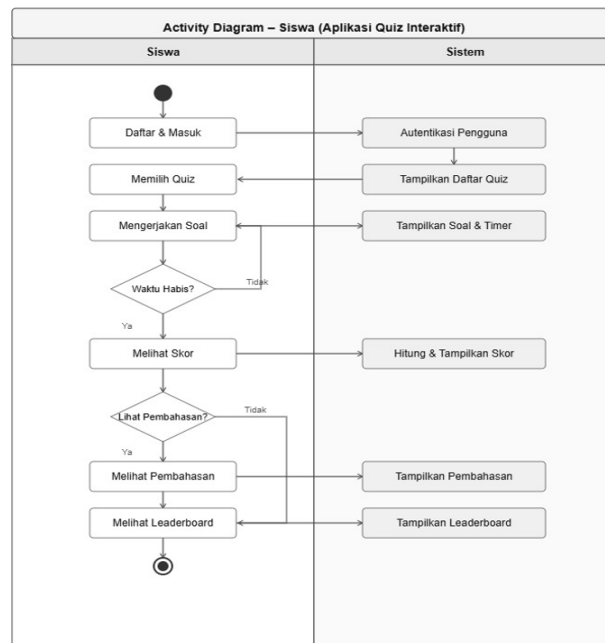 Activity Diagram – Siswa (Aplikasi Quiz Interaktif)
Siswa
Sistem
Daftar & Masuk
Autentikasi Pengguna
Memilih Quiz
Tampilkan Daftar Quiz
Mengerjakan Soal
Tampilkan Soal & Timer
Waktu Habis?
Tidak
Ya
Melihat Skor
Hitung & Tampilkan Skor
Lihat Pembahasan?
Tidak
Ya
Melihat Pembahasan
Tampilkan Pembahasan
Melihat Leaderboard
Tampilkan Leaderboard